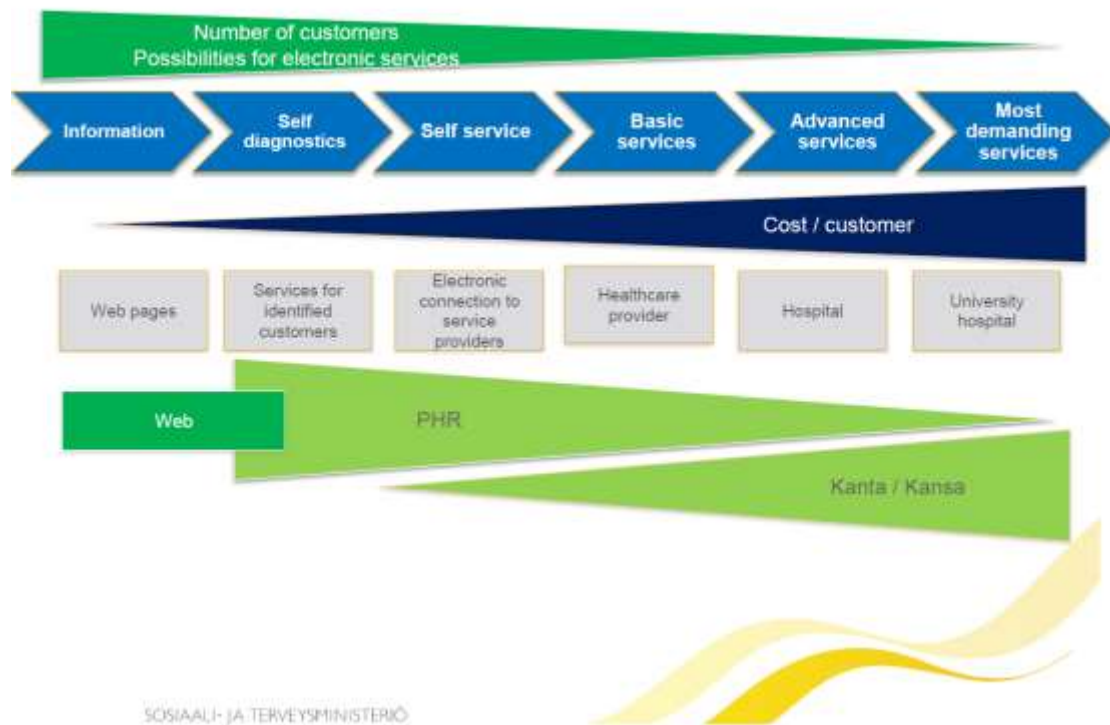 Number of customers
Possibilities for electronic services
Information
Self
diagnostics
Self service
Basic
services
Advanced
services
Most
demanding
services
Cost / customer
Web pages
Services for
identified
customers
Electronic
connection to
service
providers
Healthcare
provider
Hospital
University
hospital
Web
PHR
Kanta / Kansa
SOSIAALI- JA TERVEYSMINISTERIÖ